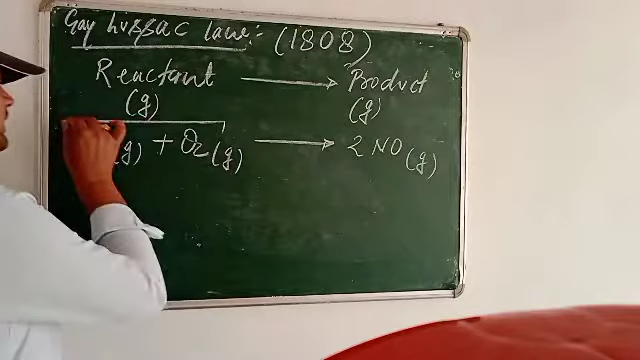 Gay lussac law:- (1808)
Reactant ⟶ Product
(g) (g)
(g) + O2(g) ⟶ 2 NO(g)